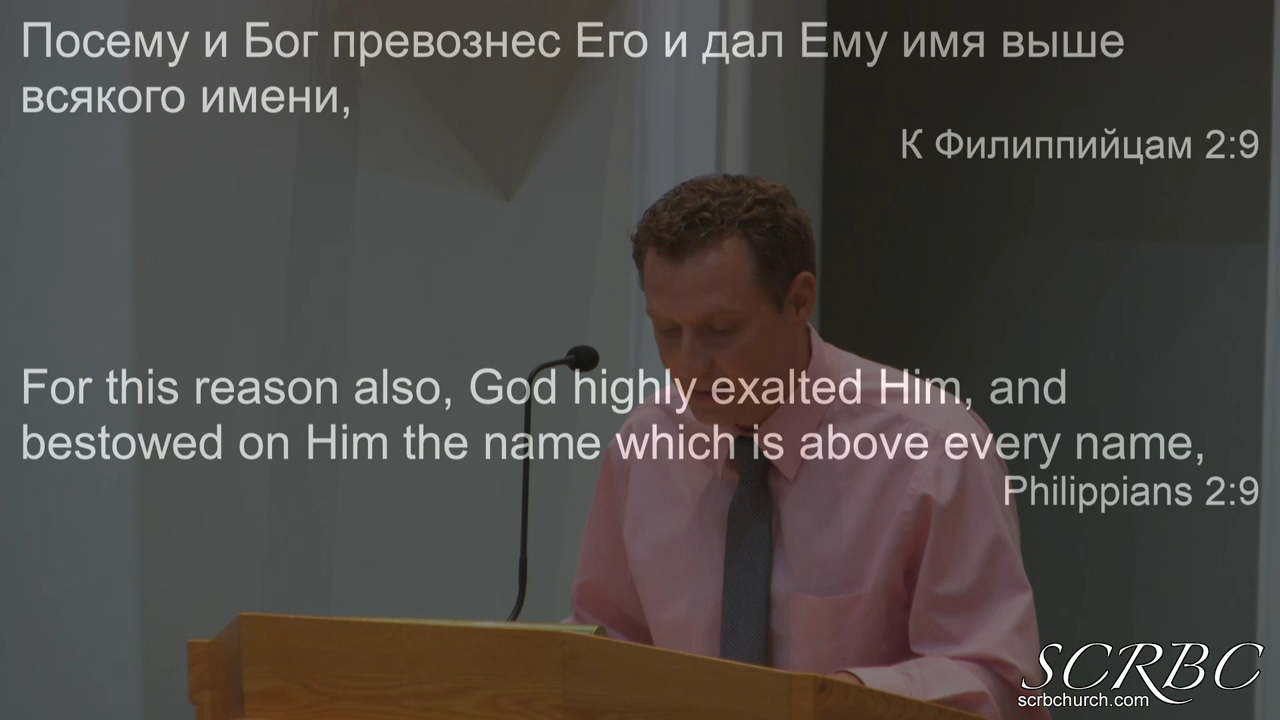 Посему и Бог превознес Его и дал Ему имя выше
всякого имени,
К Филиппийцам 2:9
For this reason also, God highly exalted Him, and
bestowed on Him the name which is above every name,
Philippians 2:9
SCRBC
scrbchurch.com